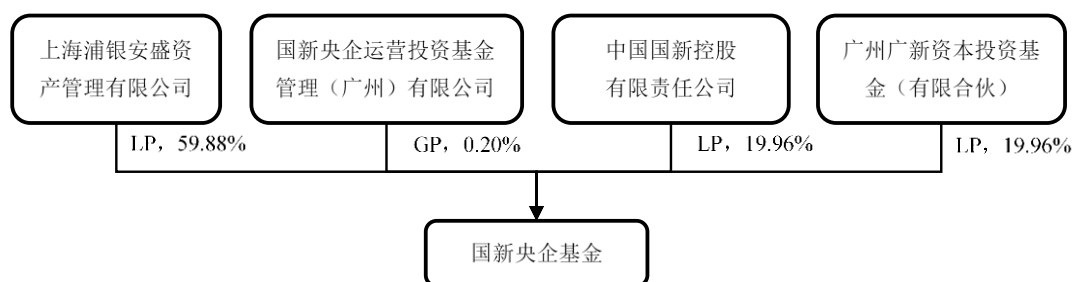 上海浦银安盛资
产管理有限公司
国新央企运营投资基金
管理（广州）有限公司
中国国新控股
有限责任公司
广州广新资本投资基
金（有限合伙）
LP，59.88%
GP，0.20%
LP，19.96%
LP，19.96%
国新央企基金